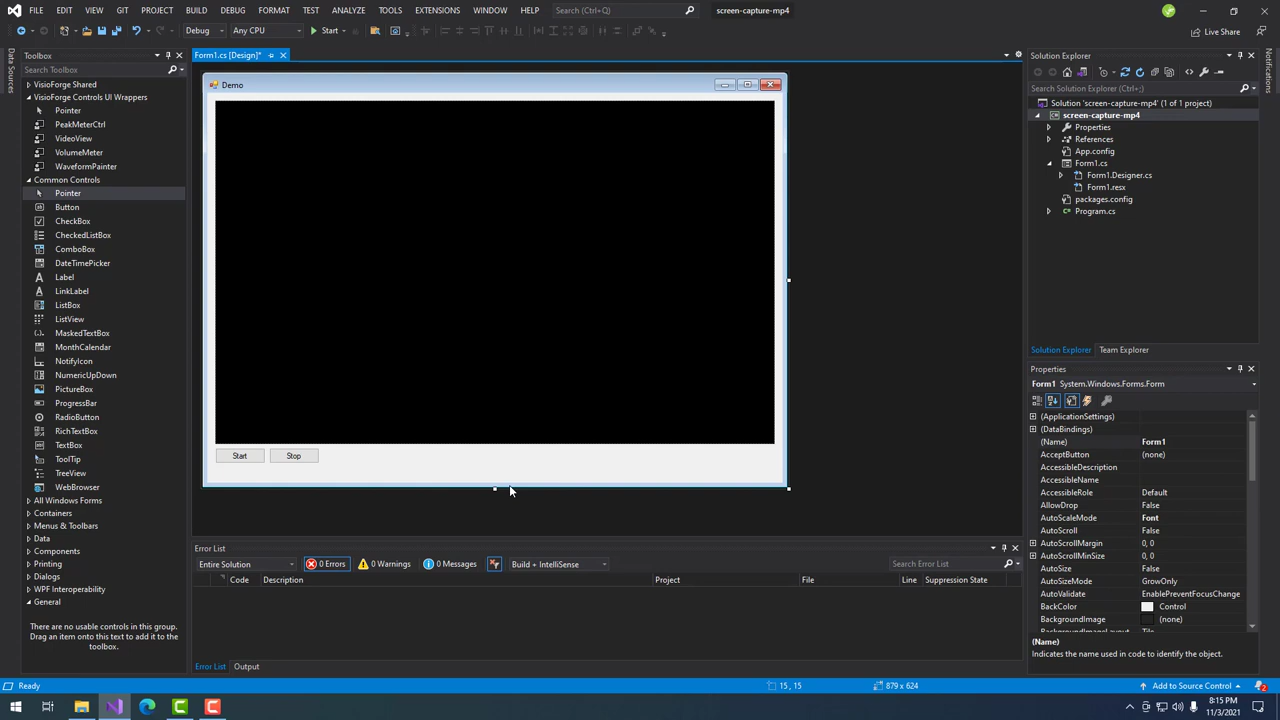 FILE EDIT VIEW GIT PROJECT BUILD DEBUG FORMAT TEST ANALYZE TOOLS EXTENSIONS WINDOW HELP Search (Ctrl+Q) screen-capture-mp4
Debug Any CPU Start Live Share
Data Sources
Toolbox
Search Toolbox
VisioForge Shared
VisioForge Controls UI Wrappers
Pointer
PeakMeterCtrl
VideoView
VolumeMeter
WaveformPainter
Common Controls
Pointer
Button
CheckBox
CheckedListBox
ComboBox
DateTimePicker
Label
LinkLabel
ListBox
ListView
MaskedTextBox
MonthCalendar
NotifyIcon
NumericUpDown
PictureBox
ProgressBar
RadioButton
RichTextBox
TextBox
ToolTip
TreeView
WebBrowser
All Windows Forms
Containers
Menus & Toolbars
Data
Components
Printing
Dialogs
WPF Interoperability
General
There are no usable controls in this group.
Drag an item onto this text to add it to the
toolbox.
Form1.cs [Design]*
Demo
Start Stop
Error List
Entire Solution 0 Errors 0 Warnings 0 Messages Build + IntelliSense Search Error List
Code Description Project File Line Suppression State
Error List Output
Solution Explorer
Search Solution Explorer (Ctrl+;)
Solution 'screen-capture-mp4' (1 of 1 project)
screen-capture-mp4
Properties
References
App.config
Form1.cs
Form1.Designer.cs
Form1.resx
packages.config
Program.cs
Solution Explorer Team Explorer
Properties
Form1 System.Windows.Forms.Form
(ApplicationSettings)
(DataBindings)
(Name) Form1
AcceptButton (none)
AccessibleDescription
AccessibleName
AccessibleRole Default
AllowDrop False
AutoScaleMode Font
AutoScroll False
AutoScrollMargin 0, 0
AutoScrollMinSize 0, 0
AutoSize False
AutoSizeMode GrowOnly
AutoValidate EnablePreventFocusChange
BackColor Control
BackgroundImage (none)
BackgroundImageLayout Tile
(Name)
Indicates the name used in code to identify the object.
Notifications
Ready 15 , 15 879 x 624 Add to Source Control 2
8:15 PM
11/3/2021 2